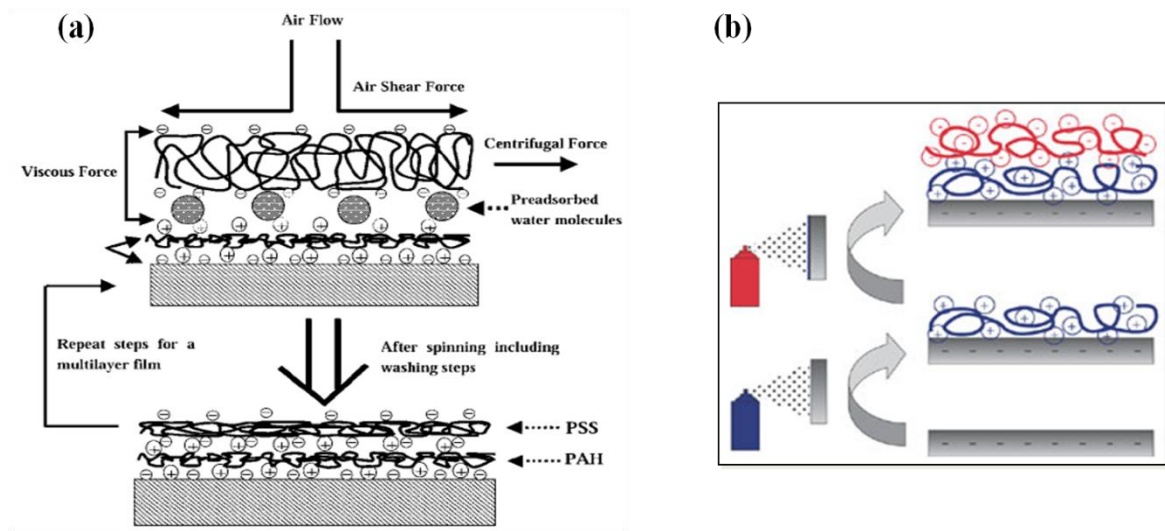 (a)
Air Flow
(b)
Air Shear Force
Centrifugal Force
Viscous Force
Preadsorbed
water molecules
Repeat steps for a
multilayer film
After spinning including
washing steps
PSS
PAH